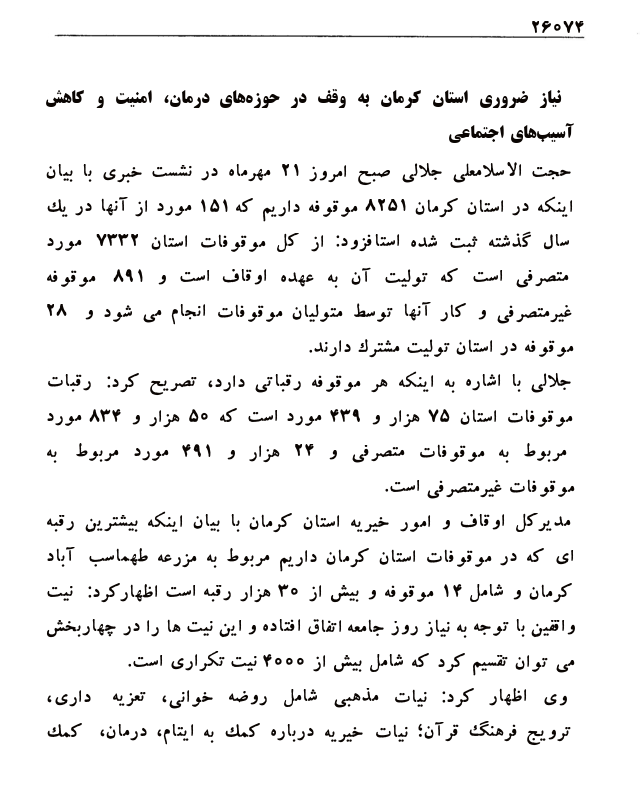 ۲۶۰۷۴
نیاز ضروری استان کرمان به وقف در حوزه‌های درمان، امنیت و کاهش
آسیب‌های اجتماعی
حجت الاسلامعلی جلالی صبح امروز ۲۱ مهرماه در نشست خبری با بیان
اینکه در استان کرمان ۸۲۵۱ موقوفه داریم که ۱۵۱ مورد از آنها در یك
سال گذشته ثبت شده استافزود: از کل موقوفات استان ۷۳۳۲ مورد
متصرفی است که تولیت آن به عهده اوقاف است و ۸۹۱ موقوفه
غیرمتصرفی و کار آنها توسط متولیان موقوفات انجام می شود و ۲۸
موقوفه در استان تولیت مشترك دارند.
جلالی با اشاره به اینکه هر موقوفه رقباتی دارد، تصریح کرد: رقبات
موقوفات استان ۷۵ هزار و ۴۳۹ مورد است که ۵۰ هزار و ۸۳۴ مورد
مربوط به موقوفات متصرفی و ۲۴ هزار و ۴۹۱ مورد مربوط به
موقوفات غیرمتصرفی است.
مدیرکل اوقاف و امور خیریه استان کرمان با بیان اینکه بیشترین رقبه
ای که در موقوفات استان کرمان داریم مربوط به مزرعه طهماسب آباد
کرمان و شامل ۱۴ موقوفه و بیش از ۳۰ هزار رقبه است اظهارکرد: نیت
واقفین با توجه به نیاز روز جامعه اتفاق افتاده و این نیت ها را در چهاربخش
می توان تقسیم کرد که شامل بیش از ۴۰۰۰ نیت تکراری است.
وی اظهار کرد: نیات مذهبی شامل روضه خوانی، تعزیه داری،
ترویج فرهنگ قرآن؛ نیات خیریه درباره کمك به ایتام، درمان، کمك